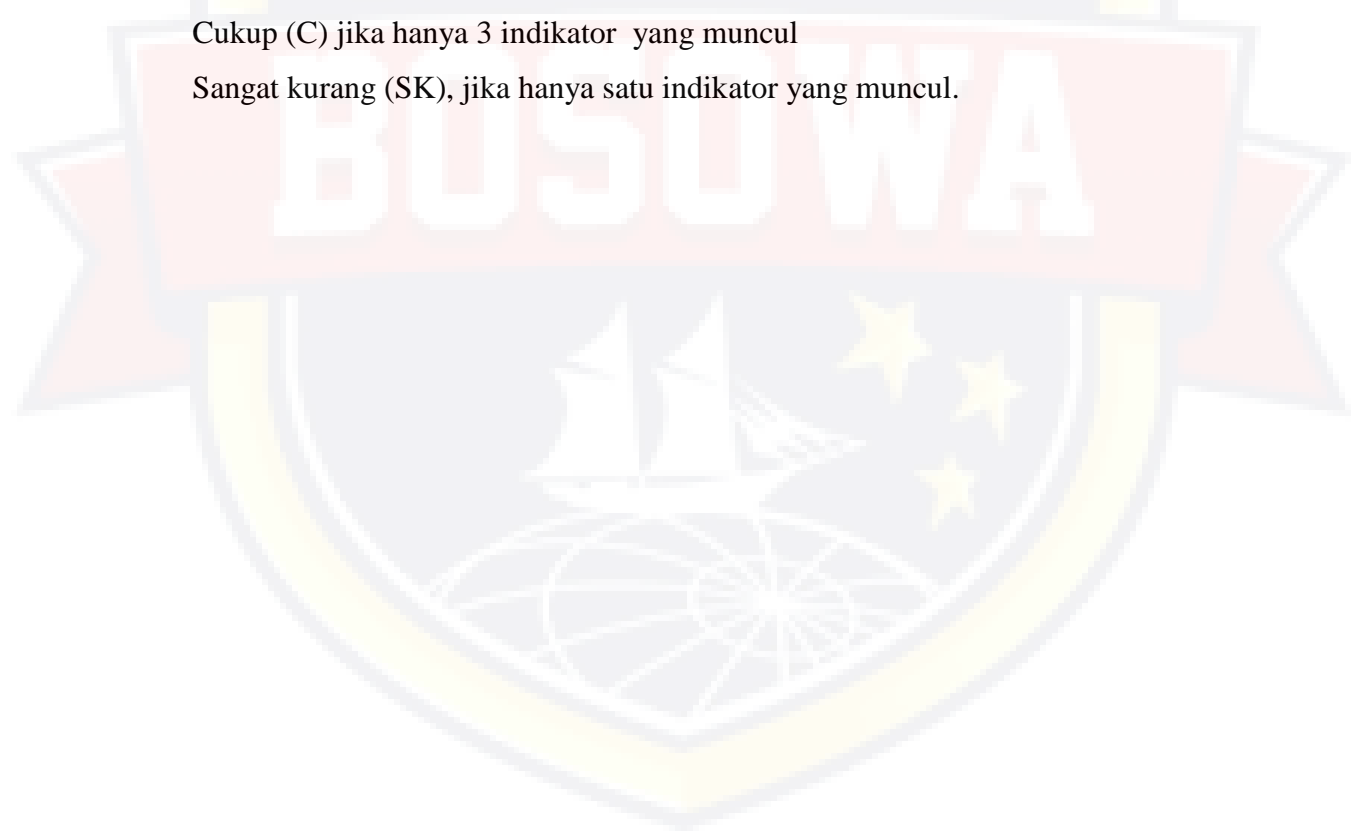 Cukup (C) jika hanya 3 indikator  yang muncul
Sangat kurang (SK), jika hanya satu indikator yang muncul.
BOSOWA